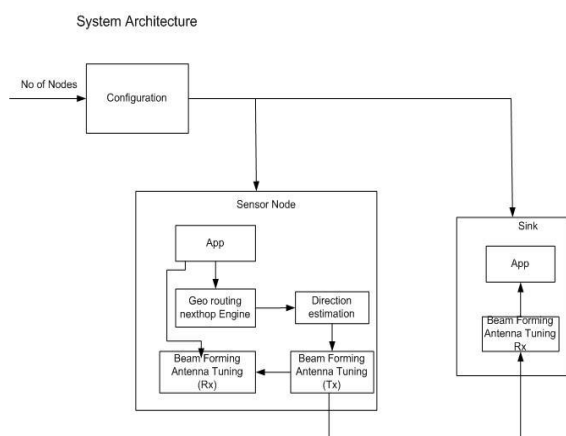 System Architecture
No of Nodes
Configuration
Sensor Node
App
Geo routing
nexthop Engine
Direction
estimation
Beam Forming
Antenna Tuning
(Rx)
Beam Forming
Antenna Tuning
(Tx)
Sink
App
Beam Forming
Antenna Tuning
Rx